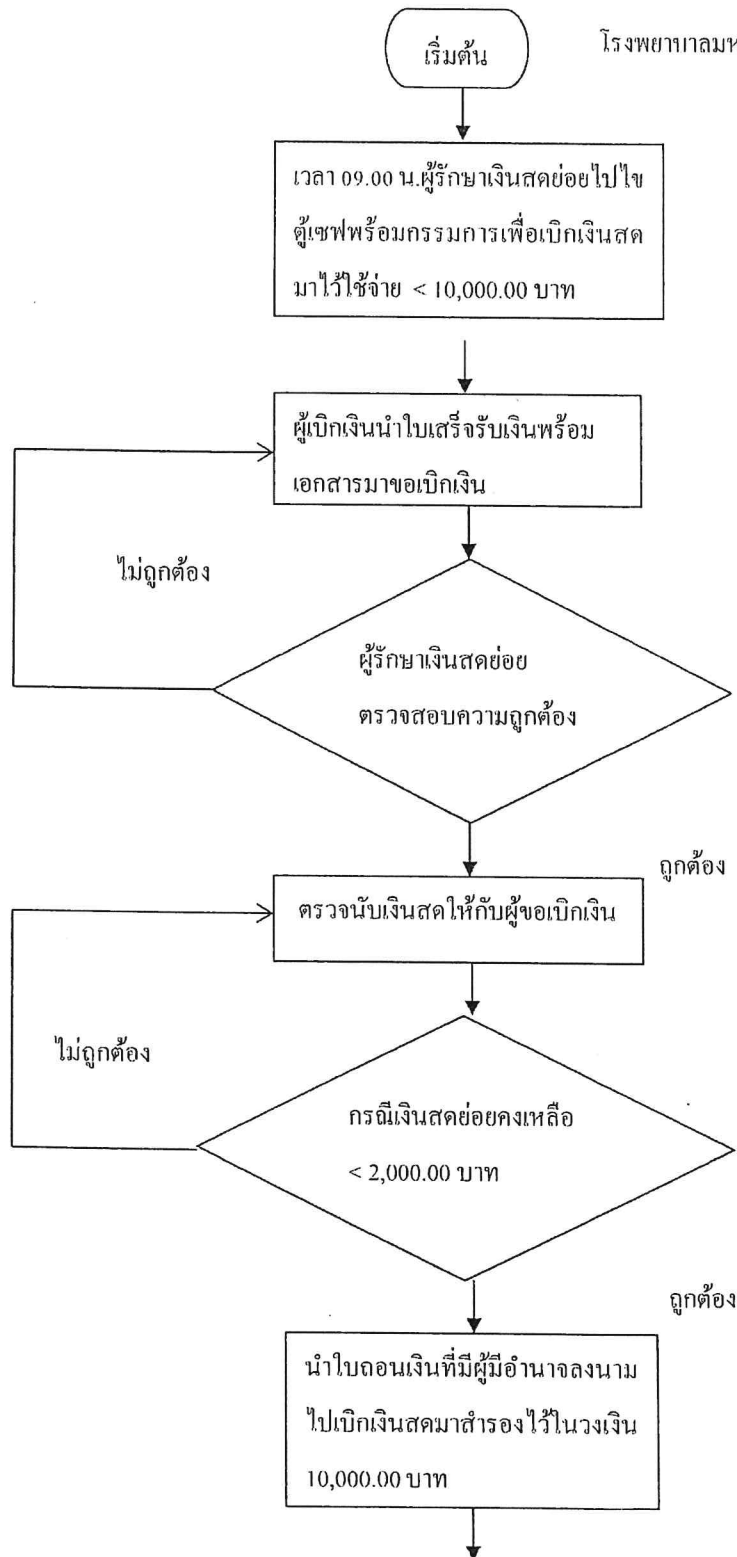 เริ่มต้น
โรงพยาบาลมห
เวลา 09.00 น.ผู้รักษาเงินสดย่อยไปไข
ตู้เซฟพร้อมกรรมการเพื่อเบิกเงินสด
มาไว้ใช้จ่าย < 10,000.00 บาท
ผู้เบิกเงินนำใบเสร็จรับเงินพร้อม
เอกสารมาขอเบิกเงิน
ไม่ถูกต้อง
ผู้รักษาเงินสดย่อย
ตรวจสอบความถูกต้อง
ถูกต้อง
ตรวจนับเงินสดให้กับผู้ขอเบิกเงิน
ไม่ถูกต้อง
กรณีเงินสดย่อยคงเหลือ
< 2,000.00 บาท
ถูกต้อง
นำใบถอนเงินที่มีผู้มีอำนาจลงนาม
ไปเบิกเงินสดมาสำรองไว้ในวงเงิน
10,000.00 บาท